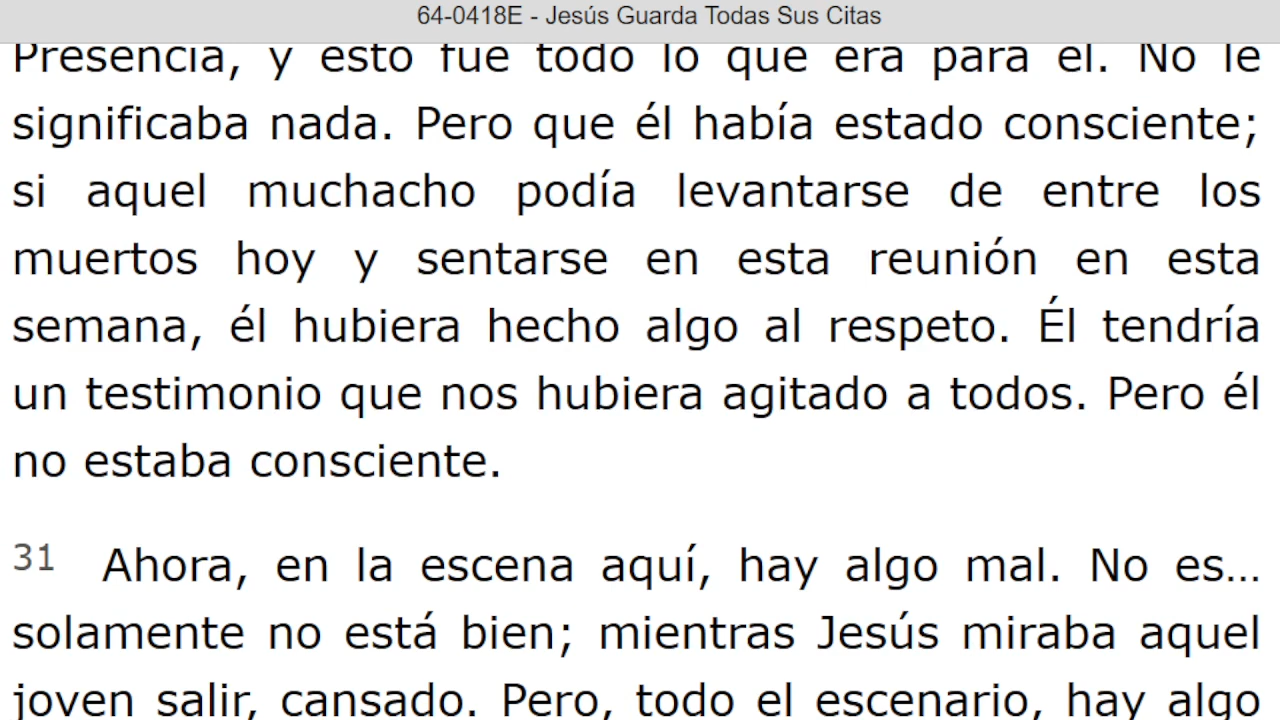 64-0418E - Jesús Guarda Todas Sus Citas
Presencia, y esto fue todo lo que era para él. No le
significaba nada. Pero que él había estado consciente;
si aquel muchacho podía levantarse de entre los
muertos hoy y sentarse en esta reunión en esta
semana, él hubiera hecho algo al respeto. Él tendría
un testimonio que nos hubiera agitado a todos. Pero él
no estaba consciente.
31 Ahora, en la escena aquí, hay algo mal. No es...
solamente no está bien; mientras Jesús miraba aquel
joven salir, cansado. Pero, todo el escenario, hay algo